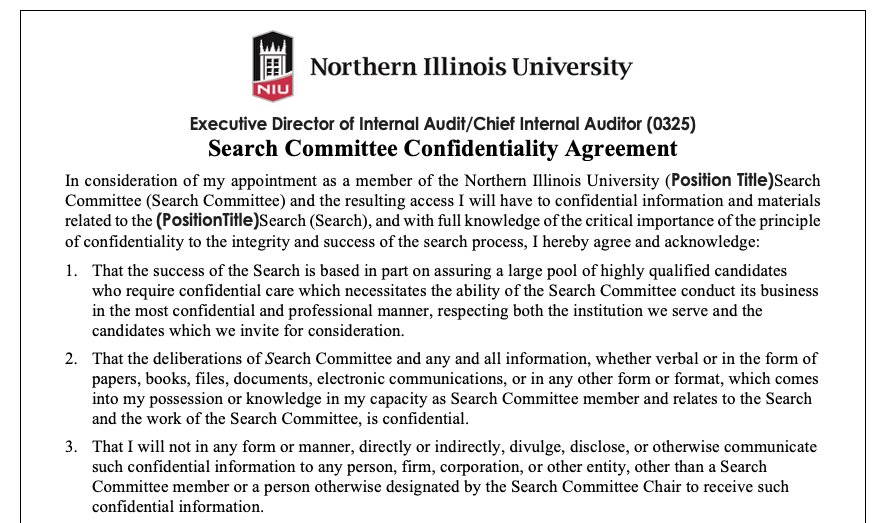 NIU
Northern Illinois University
Executive Director of Internal Audit/Chief Internal Auditor (0325)
Search Committee Confidentiality Agreement
In consideration of my appointment as a member of the Northern Illinois University (Position Title)Search
Committee (Search Committee) and the resulting access I will have to confidential information and materials
related to the (PositionTitle)Search (Search), and with full knowledge of the critical importance of the principle
of confidentiality to the integrity and success of the search process, I hereby agree and acknowledge:
1. That the success of the Search is based in part on assuring a large pool of highly qualified candidates
who require confidential care which necessitates the ability of the Search Committee conduct its business
in the most confidential and professional manner, respecting both the institution we serve and the
candidates which we invite for consideration.
2. That the deliberations of Search Committee and any and all information, whether verbal or in the form of
papers, books, files, documents, electronic communications, or in any other form or format, which comes
into my possession or knowledge in my capacity as Search Committee member and relates to the Search
and the work of the Search Committee, is confidential.
3. That I will not in any form or manner, directly or indirectly, divulge, disclose, or otherwise communicate
such confidential information to any person, firm, corporation, or other entity, other than a Search
Committee member or a person otherwise designated by the Search Committee Chair to receive such
confidential information.